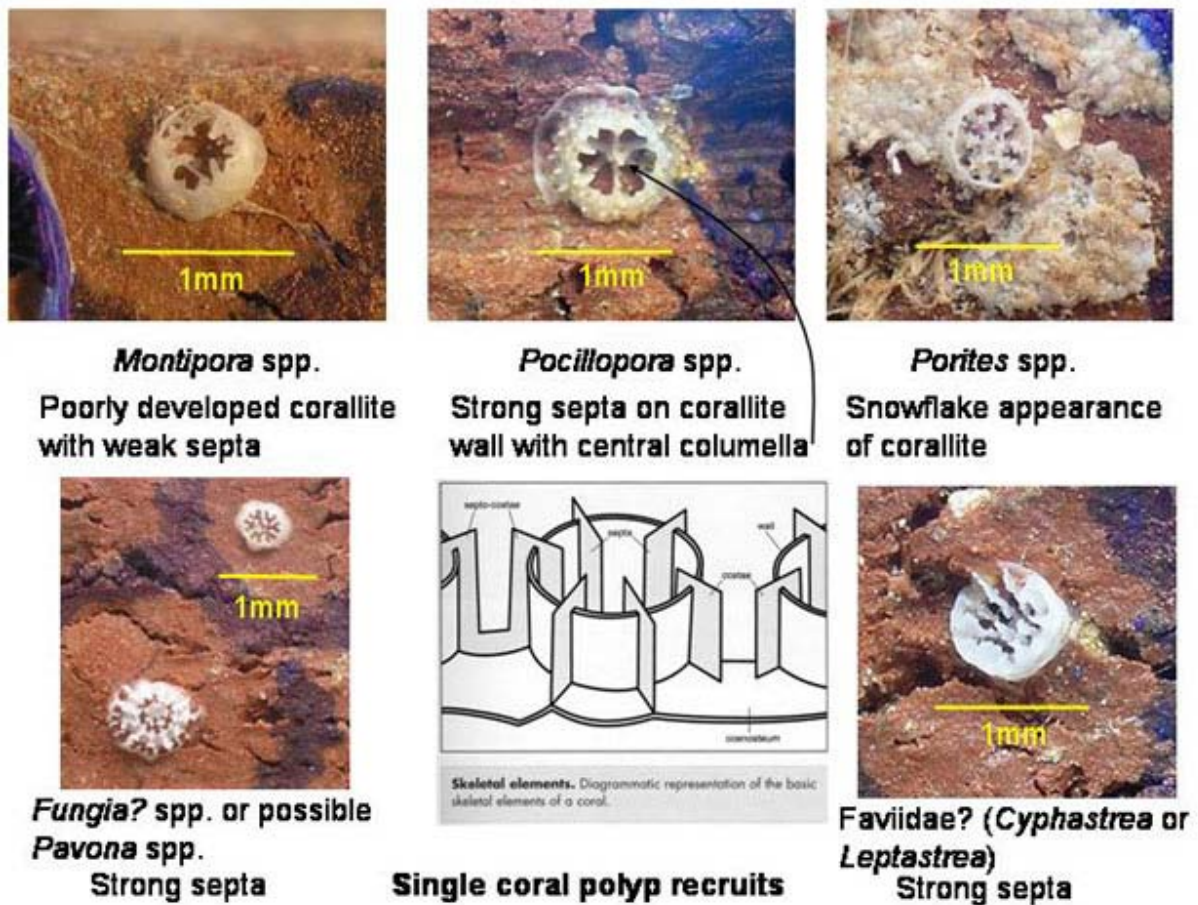 1mm
1mm
1mm
Montipora spp.
Poorly developed corallite
with weak septa
Pocillopora spp.
Strong septa on corallite
wall with central columella
Porites spp.
Snowflake appearance
of corallite
1mm
Fungia? spp. or possible
Pavona spp.
Strong septa
septo-costae
septa
wall
costae
coenosteum
Skeletal elements. Diagrammatic representation of the basic
skeletal elements of a coral.
Single coral polyp recruits
1mm
Faviidae? (Cyphastrea or
Leptastrea)
Strong septa